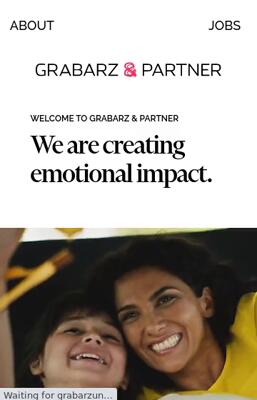 ABOUT JOBS
GRABARZ & PARTNER
WELCOME TO GRABARZ & PARTNER
We are creating
emotional impact.
Waiting for grabarzun...